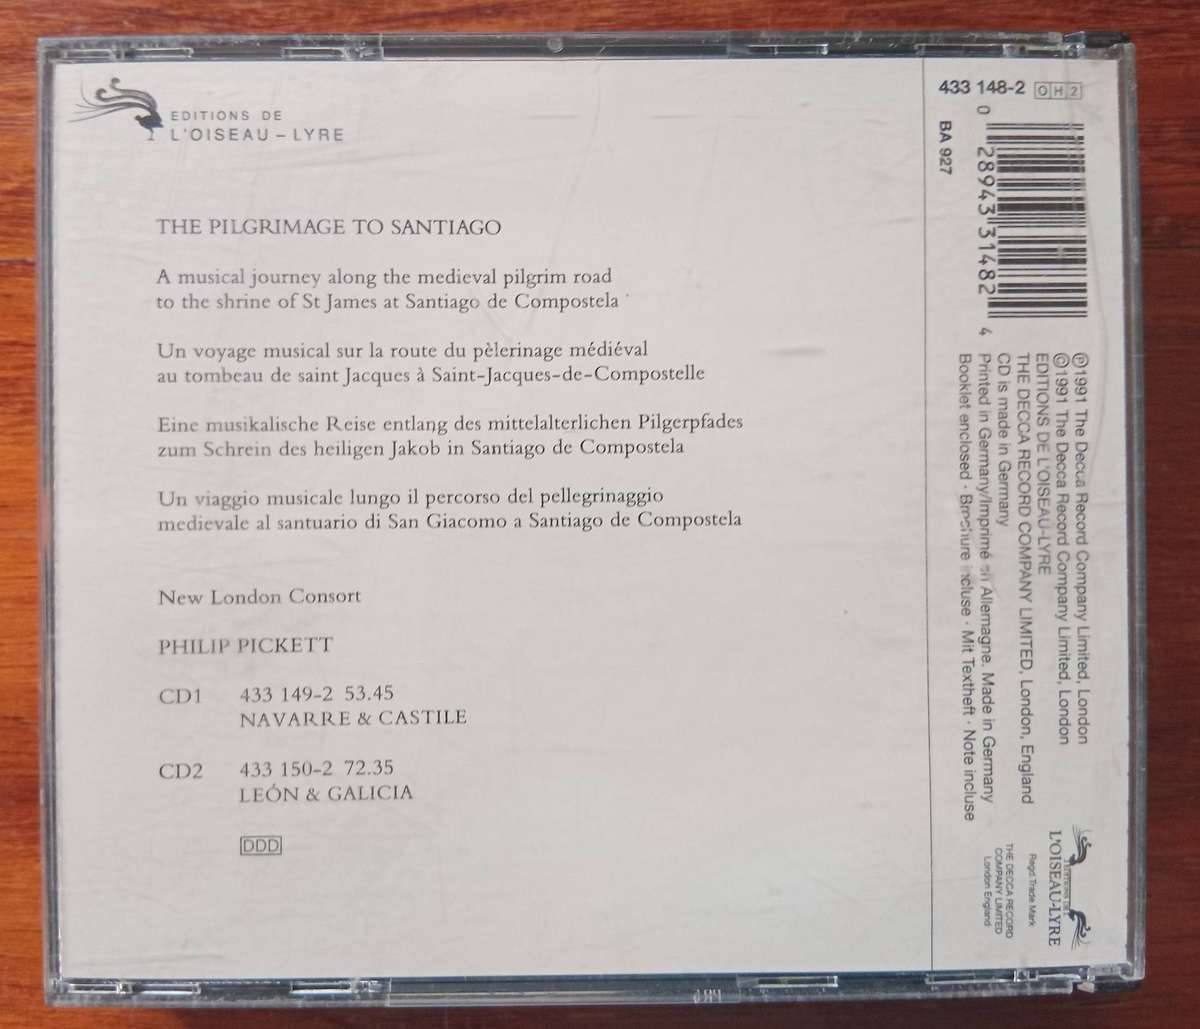 EDITIONS DE
L'OISEAU-LYRE
THE PILGRIMAGE TO SANTIAGO
A musical journey along the medieval pilgrim road
to the shrine of St James at Santiago de Compostela
Un voyage musical sur la route du pèlerinage médiéval
au tombeau de saint Jacques à Saint-Jacques-de-Compostelle
Eine musikalische Reise entlang des mittelalterlichen Pilgerpfades
zum Schrein des heiligen Jakob in Santiago de Compostela
Un viaggio musicale lungo il percorso del pellegrinaggio
medievale al santuario di San Giacomo a Santiago de Compostela
New London Consort
PHILIP PICKETT
CD1 433 149-2 53.45
NAVARRE & CASTILE
CD2 433 150-2 72.35
LEÓN & GALICIA
DDD
433 148-2 OH2
0 28943 31482 4
BA 927
℗1991 The Decca Record Company Limited, London
©1991 The Decca Record Company Limited, London
EDITIONS DE L'OISEAU-LYRE
THE DECCA RECORD COMPANY LIMITED, London, England
CD is made in Germany
Printed in Germany/Imprimé en Allemagne. Made in Germany
Booklet enclosed · Brochure incluse · Mit Textheft · Note incluse
EDITIONS DE
L'OISEAU-LYRE
Regd. Trade Mark
THE DECCA RECORD
COMPANY LIMITED
London England